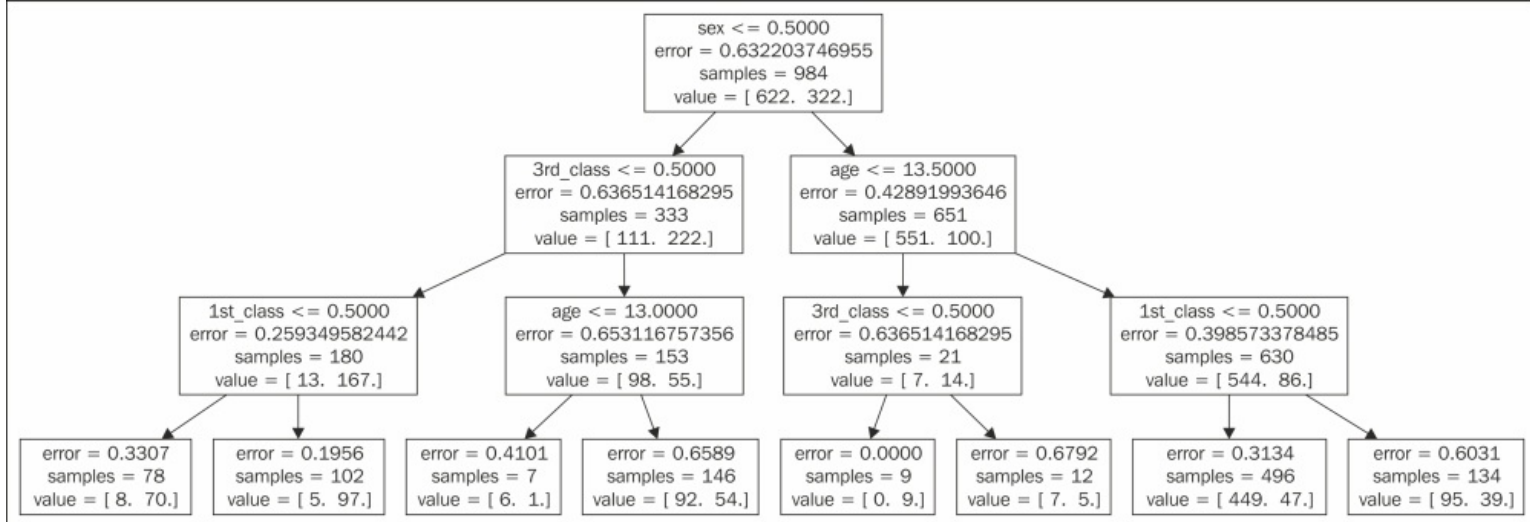 sex <= 0.5000
error = 0.632203746955
samples = 984
value = [ 622. 322.]
3rd_class <= 0.5000
error = 0.636514168295
samples = 333
value = [ 111. 222.]
age <= 13.5000
error = 0.42891993646
samples = 651
value = [ 551. 100.]
1st_class <= 0.5000
error = 0.259349582442
samples = 180
value = [ 13. 167.]
age <= 13.0000
error = 0.653116757356
samples = 153
value = [ 98. 55.]
3rd_class <= 0.5000
error = 0.636514168295
samples = 21
value = [ 7. 14.]
1st_class <= 0.5000
error = 0.398573378485
samples = 630
value = [ 544. 86.]
error = 0.3307
samples = 78
value = [ 8. 70.]
error = 0.1956
samples = 102
value = [ 5. 97.]
error = 0.4101
samples = 7
value = [ 6. 1.]
error = 0.6589
samples = 146
value = [ 92. 54.]
error = 0.0000
samples = 9
value = [ 0. 9.]
error = 0.6792
samples = 12
value = [ 7. 5.]
error = 0.3134
samples = 496
value = [ 449. 47.]
error = 0.6031
samples = 134
value = [ 95. 39.]